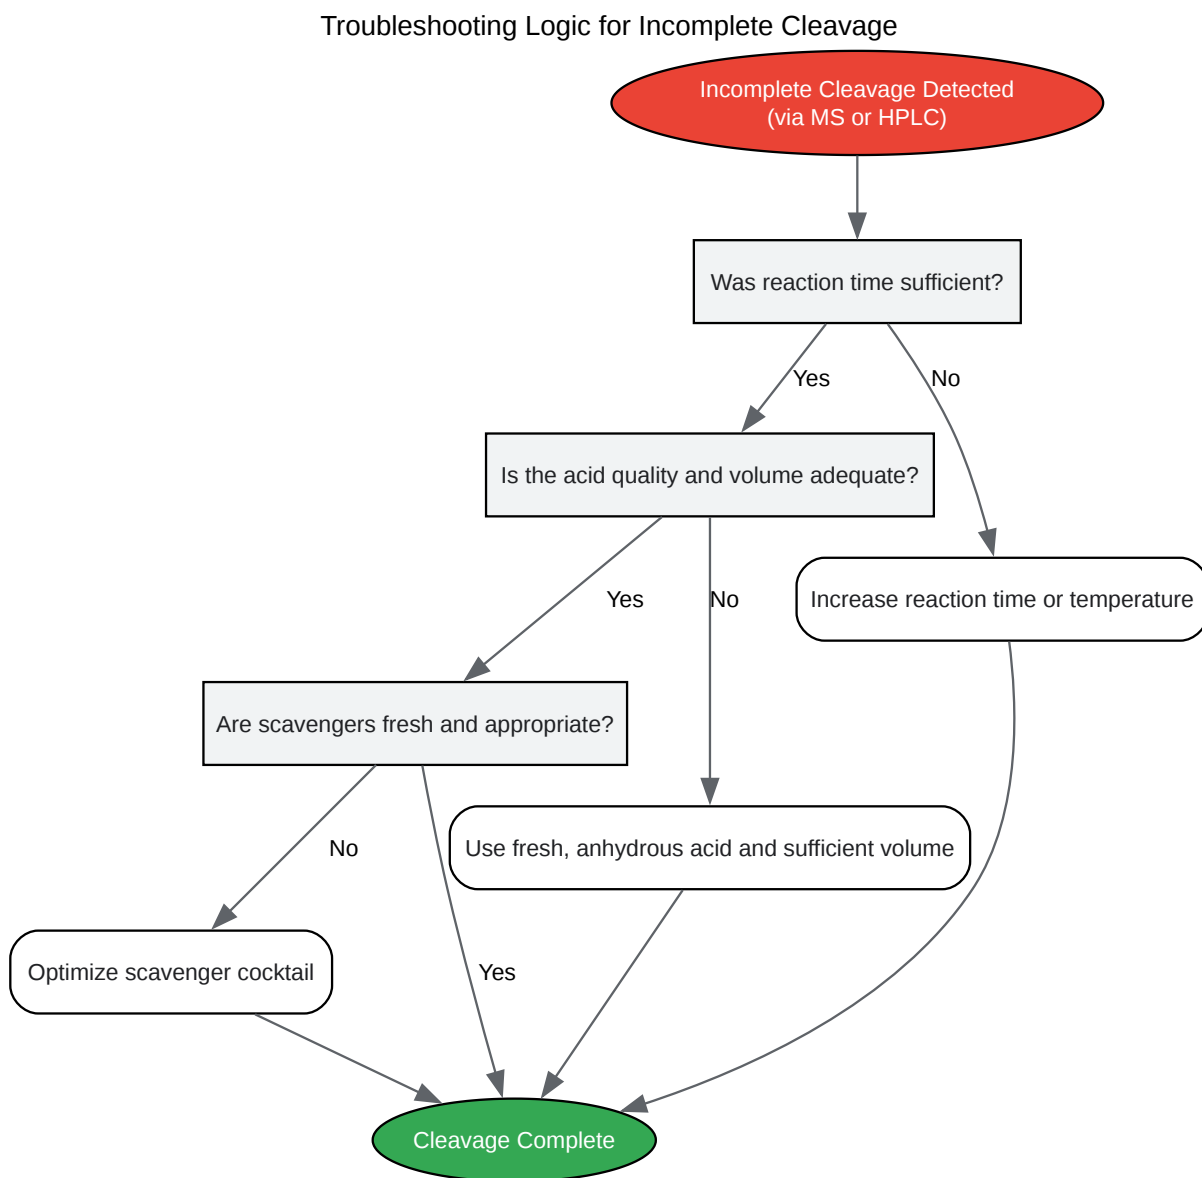 Troubleshooting Logic for Incomplete Cleavage
Incomplete Cleavage Detected
(via MS or HPLC)
Was reaction time sufficient?
Yes
No
Is the acid quality and volume adequate?
Yes
No
Increase reaction time or temperature
Are scavengers fresh and appropriate?
No
Use fresh, anhydrous acid and sufficient volume
Optimize scavenger cocktail
Yes
Cleavage Complete